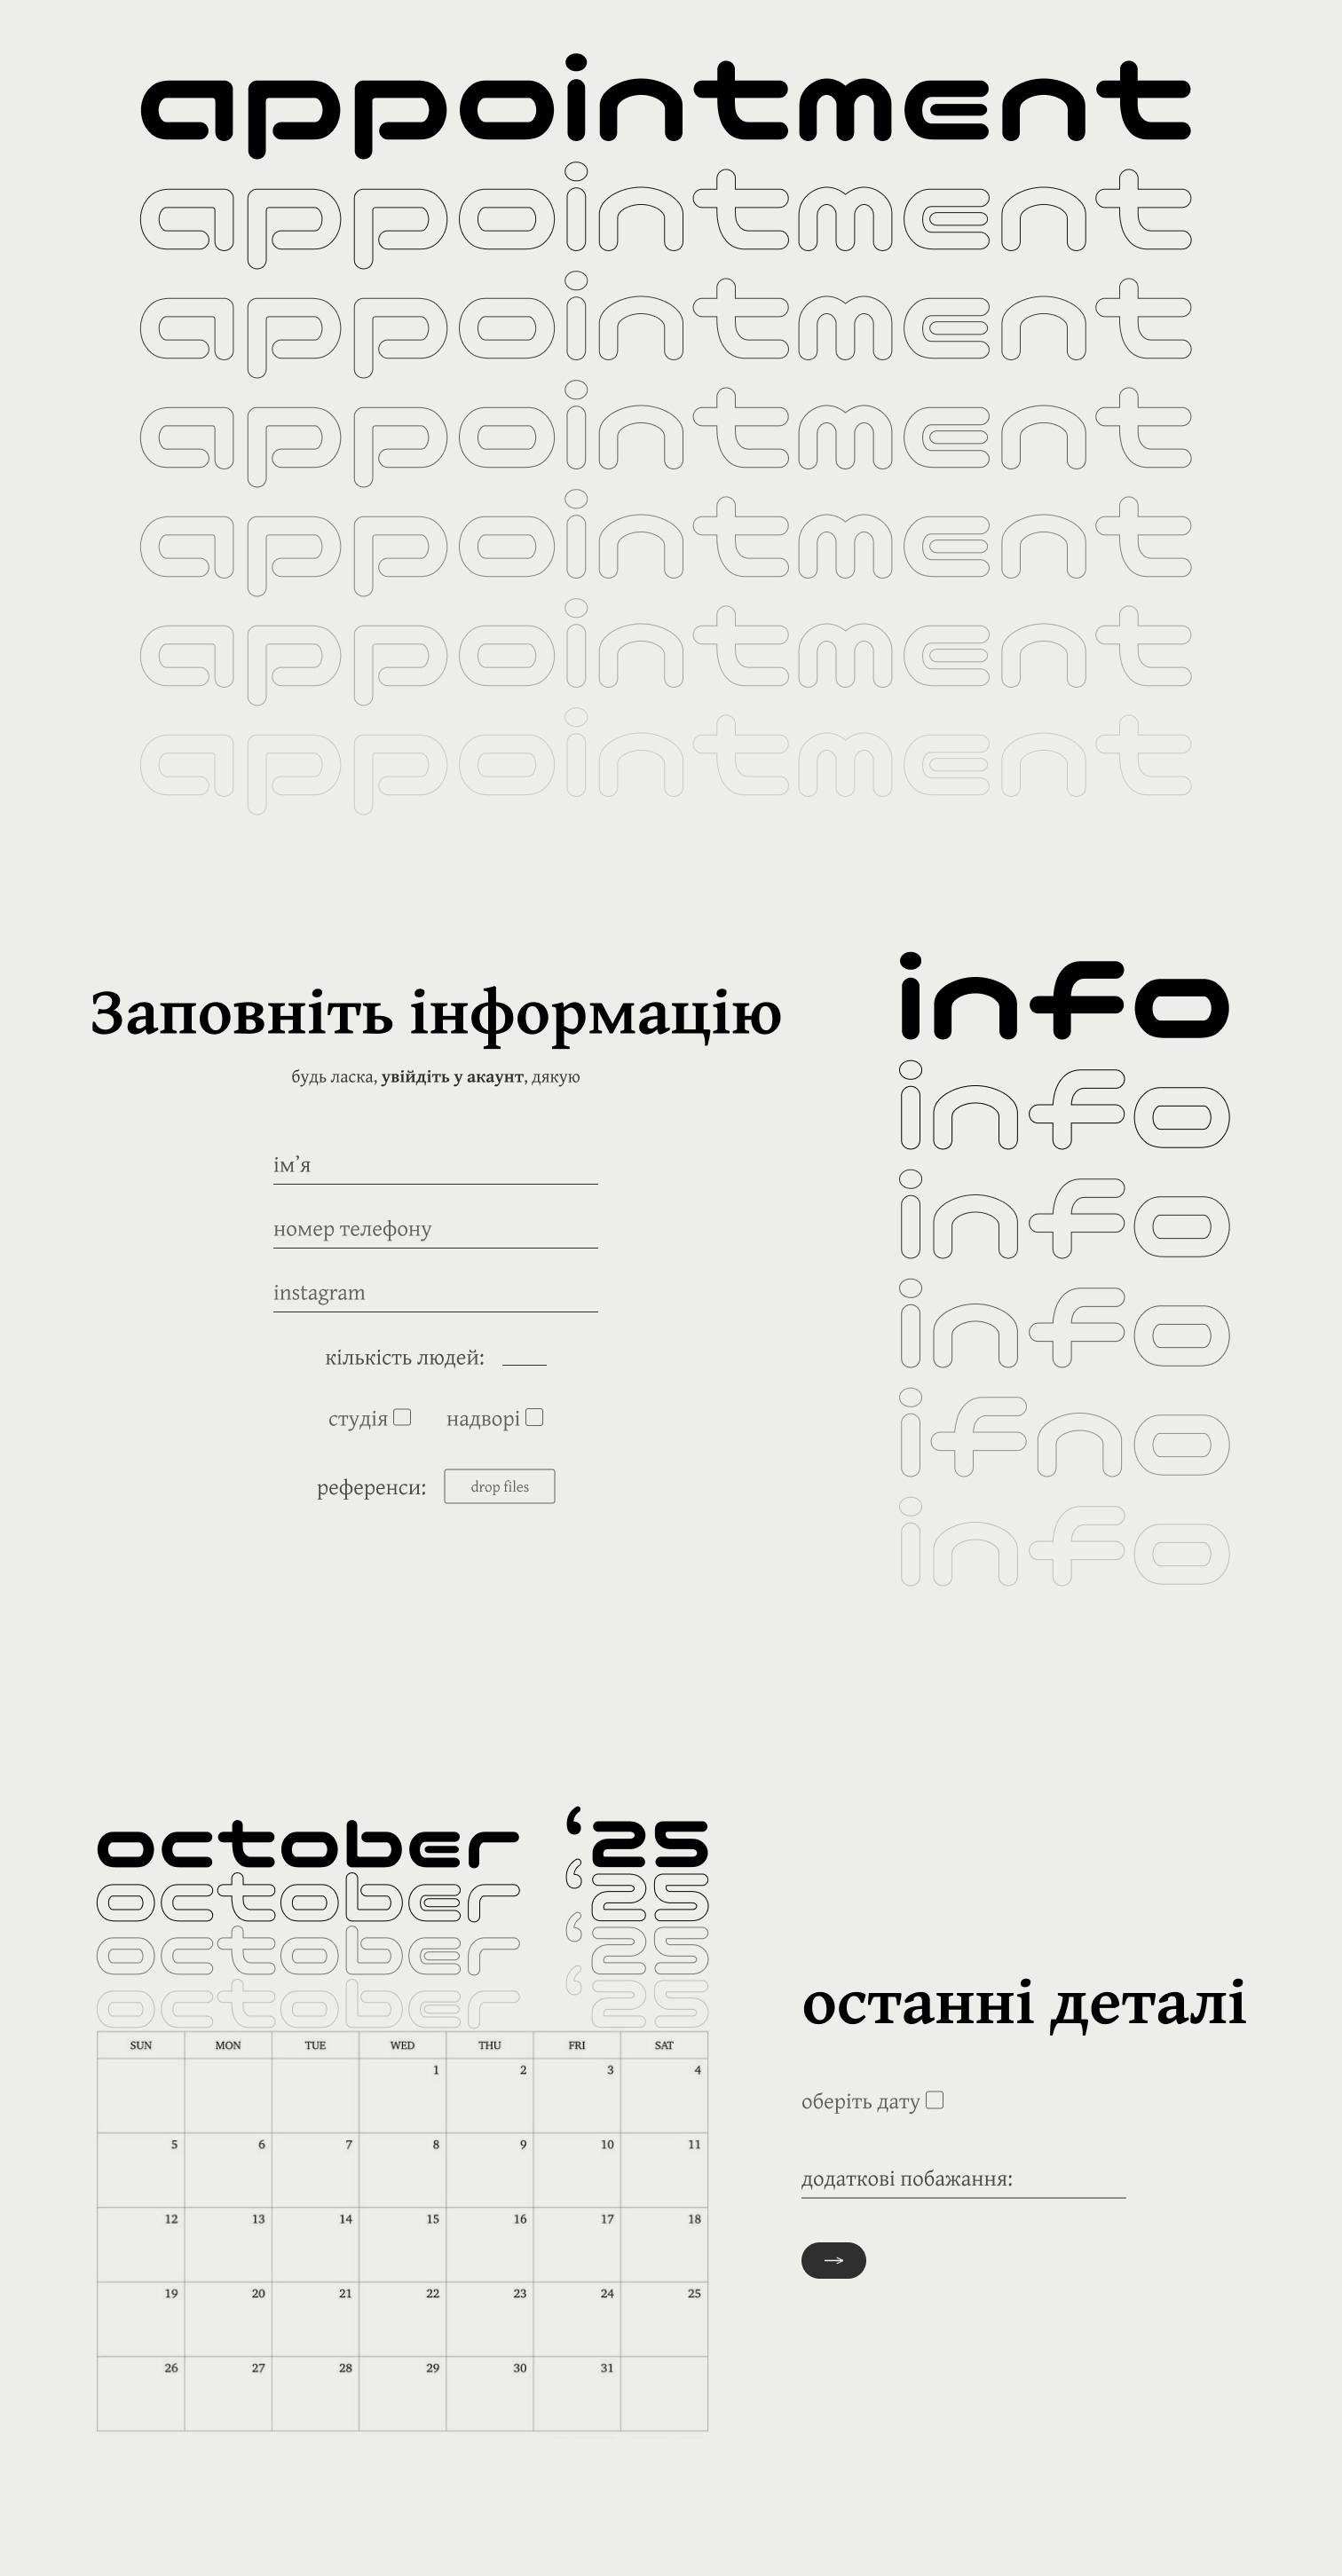 appointment
appointment
appointment
appointment
appointment
appointment
appointment
Заповніть інформацію
будь ласка, увійдіть у акаунт, дякую
ім’я
номер телефону
instagram
кількість людей:
студія надворі
референси: drop files
info
info
info
info
ifno
info
october ‘25
october ‘25
october ‘25
october ‘25
SUN MON TUE WED THU FRI SAT
1 2 3 4
5 6 7 8 9 10 11
12 13 14 15 16 17 18
19 20 21 22 23 24 25
26 27 28 29 30 31
останні деталі
оберіть дату
додаткові побажання: